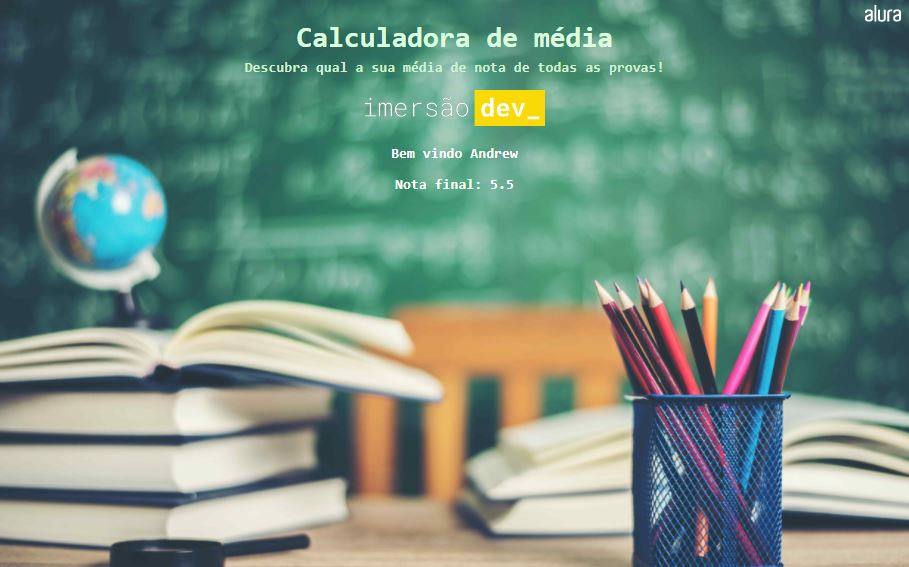 alura
Calculadora de média
Descubra qual a sua média de nota de todas as provas!
imersão dev_
Bem vindo Andrew
Nota final: 5.5